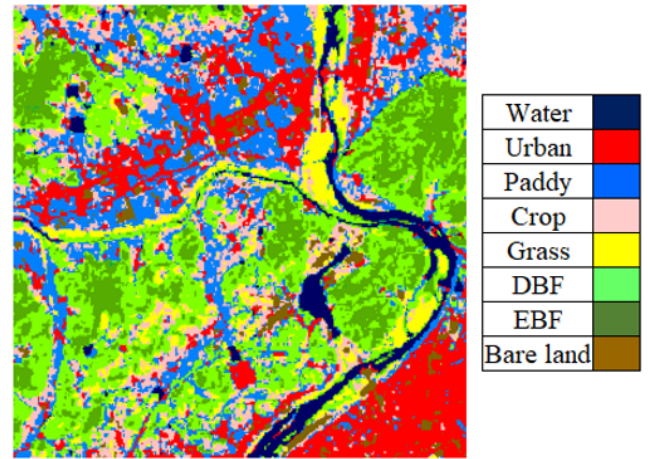 Water
Urban
Paddy
Crop
Grass
DBF
EBF
Bare land